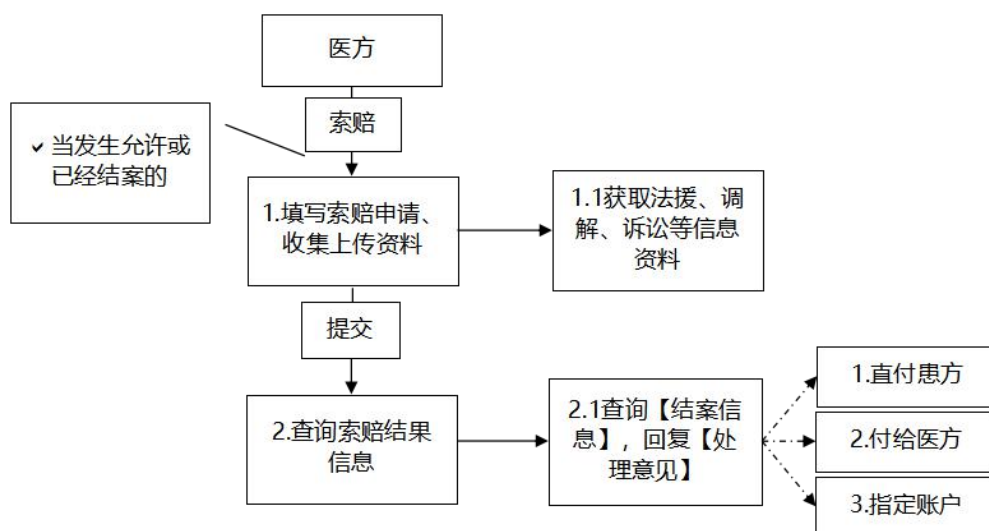 医方
索赔
✓当发生允许或
已经结案的
1.填写索赔申请、
收集上传资料
1.1获取法援、调
解、诉讼等信息
资料
提交
2.查询索赔结果
信息
2.1查询【结案信
息】，回复【处
理意见】
1.直付患方
2.付给医方
3.指定账户